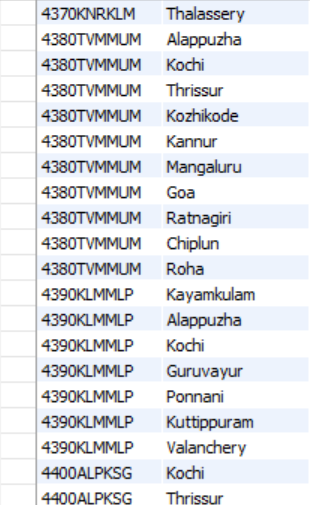 4370KNRKLM Thalassery
4380TVMMUM Alappuzha
4380TVMMUM Kochi
4380TVMMUM Thrissur
4380TVMMUM Kozhikode
4380TVMMUM Kannur
4380TVMMUM Mangaluru
4380TVMMUM Goa
4380TVMMUM Ratnagiri
4380TVMMUM Chiplun
4380TVMMUM Roha
4390KLMMLP Kayamkulam
4390KLMMLP Alappuzha
4390KLMMLP Kochi
4390KLMMLP Guruvayur
4390KLMMLP Ponnani
4390KLMMLP Kuttippuram
4390KLMMLP Valanchery
4400ALPKSG Kochi
4400ALPKSG Thrissur